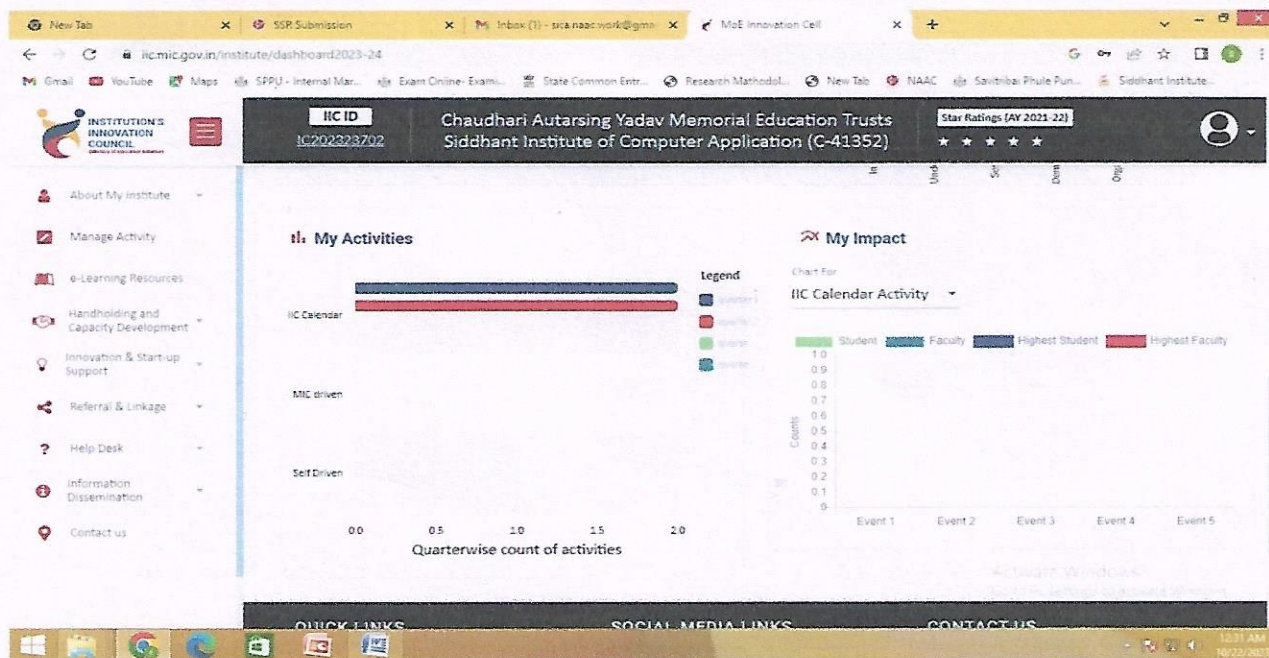 New Tab
SSR Submission
Inbox (1) - sica.naac.work@gma
MoE Innovation Cell
iic.mic.gov.in/institute/dashboard2023-24
Gmail
YouTube
Maps
SPPU - Internal Mar...
Exam Online- Exami...
State Common Entr...
Research Mathodol...
New Tab
NAAC
Savitribai Phule Pun...
Siddhant Institute...
INSTITUTION'S
INNOVATION
COUNCIL
IIC ID
IC202323702
Chaudhari Autarsing Yadav Memorial Education Trusts
Siddhant Institute of Computer Application (C-41352)
Star Ratings (AY 2021-22)
About My Institute
Manage Activity
e-Learning Resources
Handholding and
Capacity Development
Innovation & Start-up
Support
Referral & Linkage
Help Desk
Information
Dissemination
Contact us
My Activities
IIC Calendar
MIC driven
Self Driven
0.0 0.5 1.0 1.5 2.0
Quarterwise count of activities
Legend
My Impact
Chart For
IIC Calendar Activity
Student Faculty Highest Student Highest Faculty
1.0
0.9
0.8
0.7
0.6
0.5
0.4
0.3
0.2
0.1
0
Counts
Event 1 Event 2 Event 3 Event 4 Event 5
Activate Windows
QUICK LINKS
SOCIAL MEDIA LINKS
CONTACT US
12:31 AM
10/22/2023